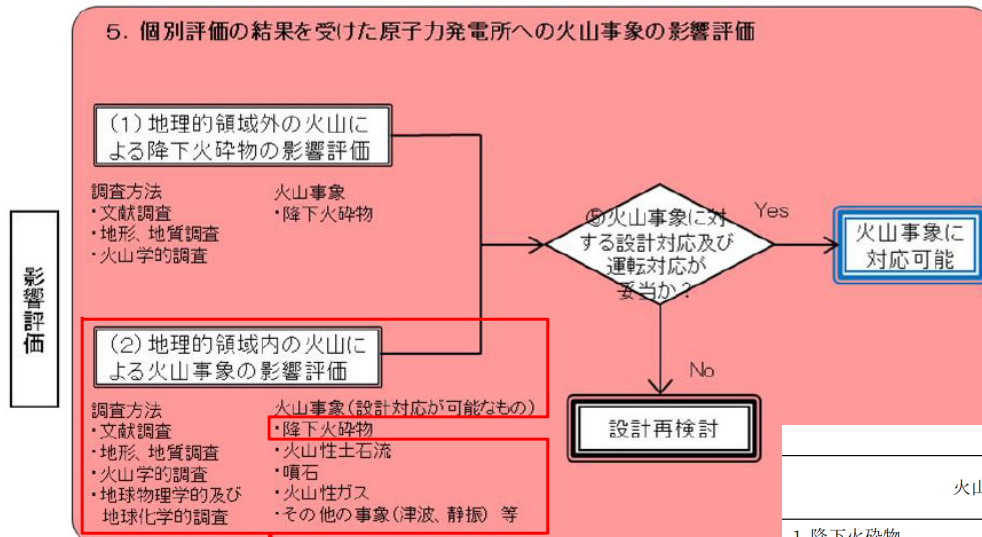 5. 個別評価の結果を受けた原子力発電所への火山事象の影響評価
影響評価
(1)地理的領域外の火山に
よる降下火砕物の影響評価
調査方法
・文献調査
・地形、地質調査
・火山学的調査
火山事象
・降下火砕物
(2)地理的領域内の火山に
よる火山事象の影響評価
調査方法
・文献調査
・地形、地質調査
・火山学的調査
・地球物理学的及び
地球化学的調査
火山事象(設計対応が可能なもの)
・降下火砕物
・火山性土石流
・噴石
・火山性ガス
・その他の事象(津波、静振) 等
⑤火山事象に対
する設計対応及び
運転対応が
妥当か?
Yes
火山事象に
対応可能
No
設計再検討
火山
1.降下火砕物